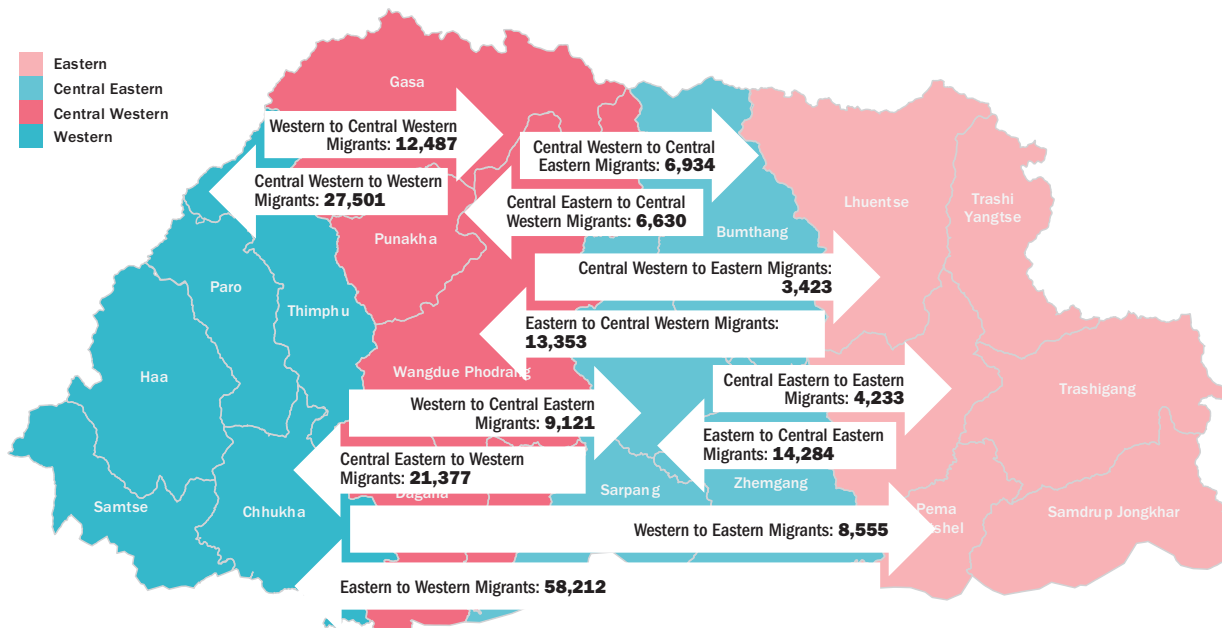 Eastern
Central Eastern
Central Western
Western
Gasa
Western to Central Western
Migrants: 12,487
Central Western to Central
Eastern Migrants: 6,934
Central Western to Western
Migrants: 27,501
Central Eastern to Central
Western Migrants: 6,630
Lhuentse
Trashi
Yangtse
Punakha
Bumthang
Central Western to Eastern Migrants:
3,423
Paro
Thimphu
Eastern to Central Western Migrants:
13,353
Haa
Wangdue Phodrang
Central Eastern to Eastern
Migrants: 4,233
Trashigang
Western to Central Eastern
Migrants: 9,121
Eastern to Central Eastern
Migrants: 14,284
Central Eastern to Western
Migrants: 21,377
Dagana
Sarpang
Zhemgang
Samtse
Chhukha
Pema
shel
Samdrup Jongkhar
Western to Eastern Migrants: 8,555
Eastern to Western Migrants: 58,212